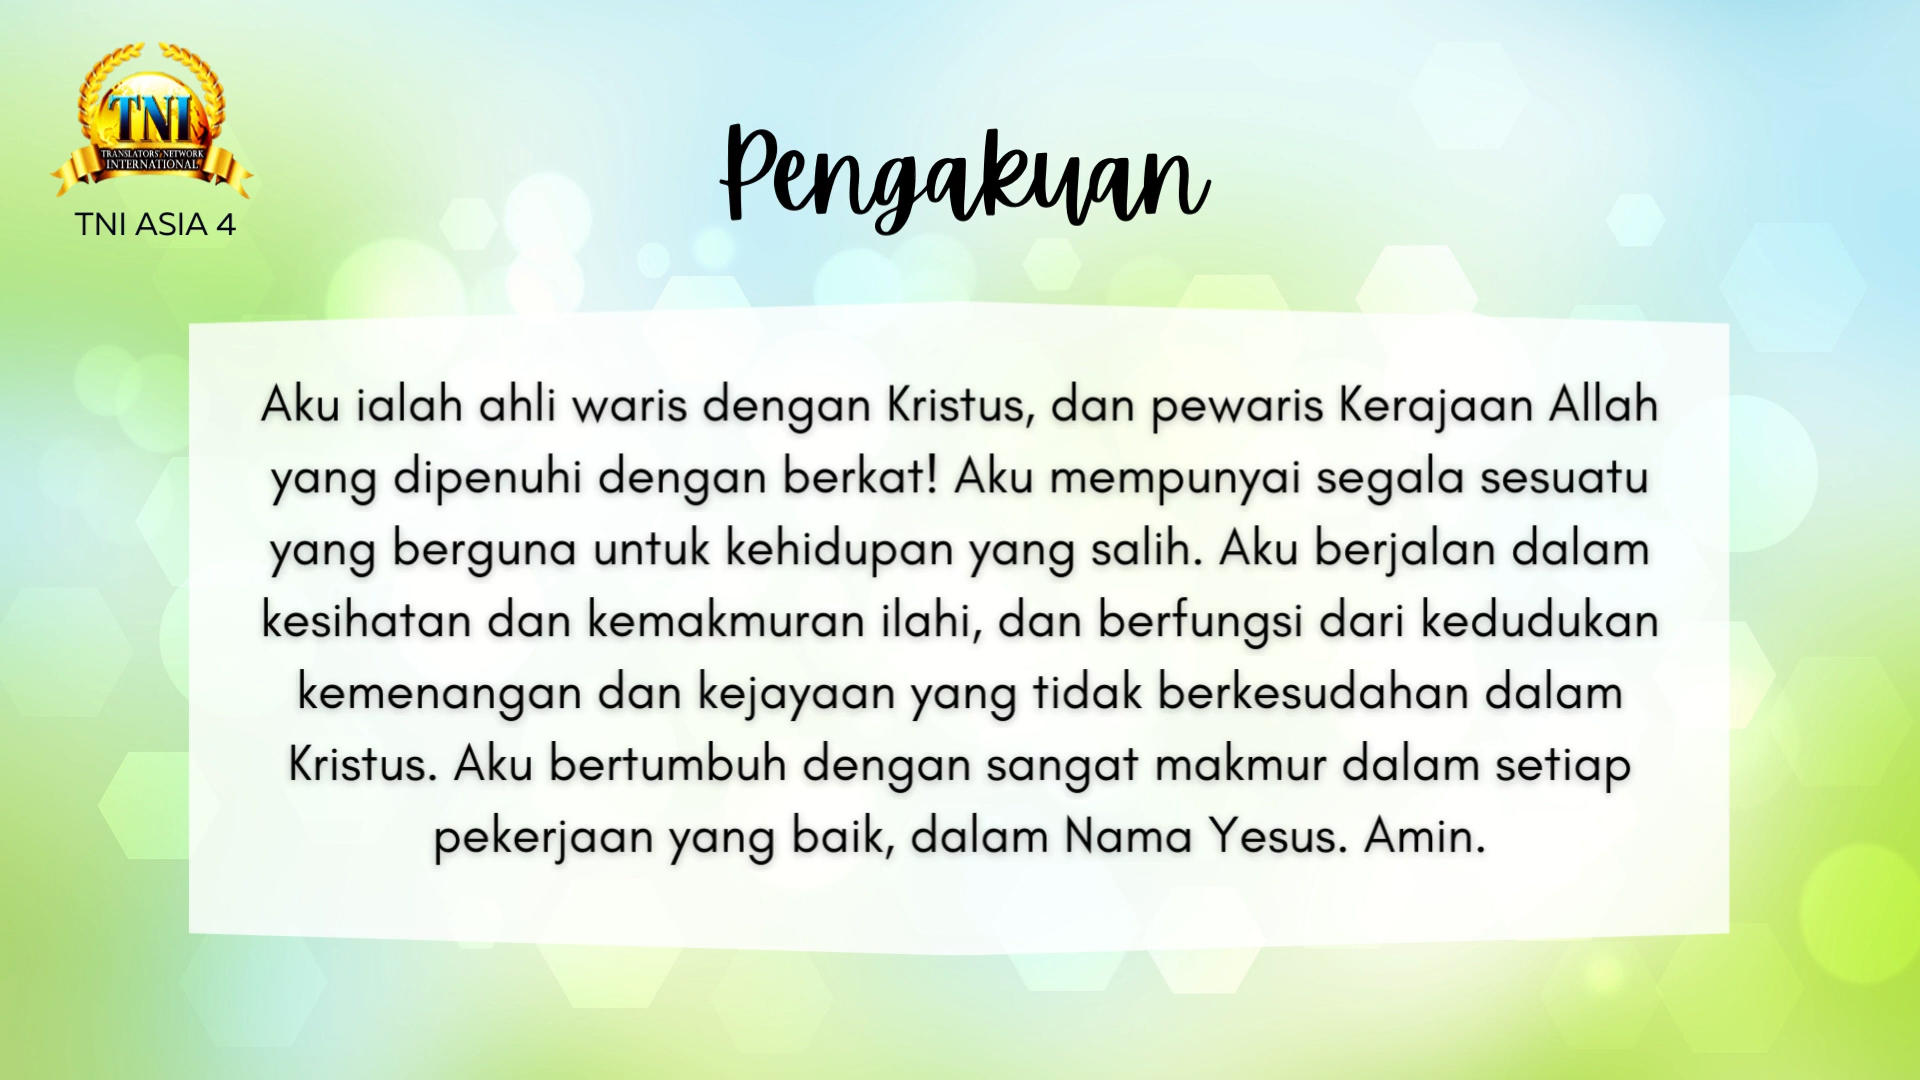 TNI
TRANSLATORS' NETWORK
INTERNATIONAL
TNI ASIA 4
Pengakuan
Aku ialah ahli waris dengan Kristus, dan pewaris Kerajaan Allah
yang dipenuhi dengan berkat! Aku mempunyai segala sesuatu
yang berguna untuk kehidupan yang salih. Aku berjalan dalam
kesihatan dan kemakmuran ilahi, dan berfungsi dari kedudukan
kemenangan dan kejayaan yang tidak berkesudahan dalam
Kristus. Aku bertumbuh dengan sangat makmur dalam setiap
pekerjaan yang baik, dalam Nama Yesus. Amin.